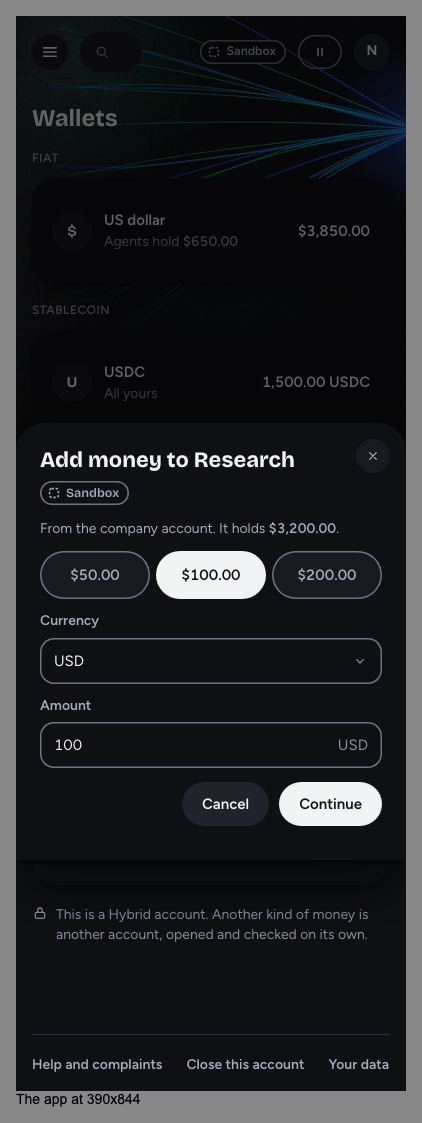 Sandbox
N
Wallets
FIAT
$
US dollar
Agents hold $650.00
$3,850.00
STABLECOIN
U
USDC
All yours
1,500.00 USDC
Add money to Research
Sandbox
From the company account. It holds $3,200.00.
$50.00
$100.00
$200.00
Currency
USD
Amount
100
USD
Cancel
Continue
This is a Hybrid account. Another kind of money is
another account, opened and checked on its own.
Help and complaints
Close this account
Your data
The app at 390x844